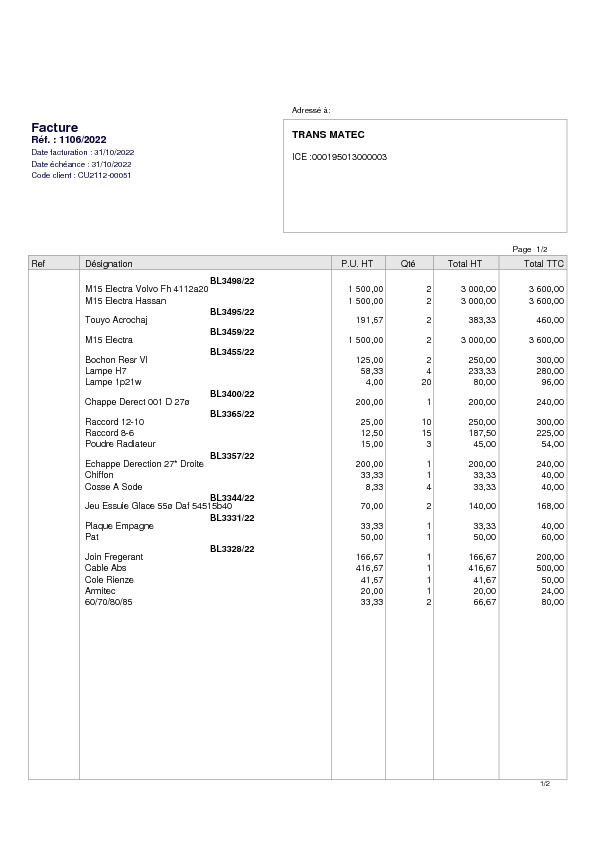 Adressé à:
Facture
Réf. : 1106/2022
Date facturation : 31/10/2022
Date échéance : 31/10/2022
Code client : CU2112-00051
TRANS MATEC
ICE :000195013000003
Page 1/2
Ref Désignation P.U. HT Qté Total HT Total TTC
BL3498/22
M15 Electra Volvo Fh 4112a20 1 500,00 2 3 000,00 3 600,00
M15 Electra Hassan 1 500,00 2 3 000,00 3 600,00
BL3495/22
Touyo Acrochaj 191,67 2 383,33 460,00
BL3459/22
M15 Electra 1 500,00 2 3 000,00 3 600,00
BL3455/22
Bochon Resr Vl 125,00 2 250,00 300,00
Lampe H7 58,33 4 233,33 280,00
Lampe 1p21w 4,00 20 80,00 96,00
BL3400/22
Chappe Derect 001 D 27ø 200,00 1 200,00 240,00
BL3365/22
Raccord 12-10 25,00 10 250,00 300,00
Raccord 8-6 12,50 15 187,50 225,00
Poudre Radiateur 15,00 3 45,00 54,00
BL3357/22
Echappe Derection 27* Droite 200,00 1 200,00 240,00
Chiffon 33,33 1 33,33 40,00
Cosse A Sode 8,33 4 33,33 40,00
BL3344/22
Jeu Essuie Glace 55ø Daf 54515b40 70,00 2 140,00 168,00
BL3331/22
Plaque Empagne 33,33 1 33,33 40,00
Pat 50,00 1 50,00 60,00
BL3328/22
Join Fregerant 166,67 1 166,67 200,00
Cable Abs 416,67 1 416,67 500,00
Cole Rienze 41,67 1 41,67 50,00
Armitec 20,00 1 20,00 24,00
60/70/80/85 33,33 2 66,67 80,00
1/2